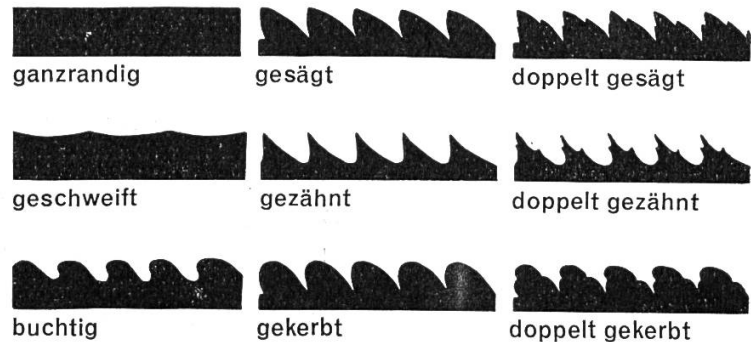 ganzrandig gesägt doppelt gesägt
geschweift gezähnt doppelt gezähnt
buchtig gekerbt doppelt gekerbt